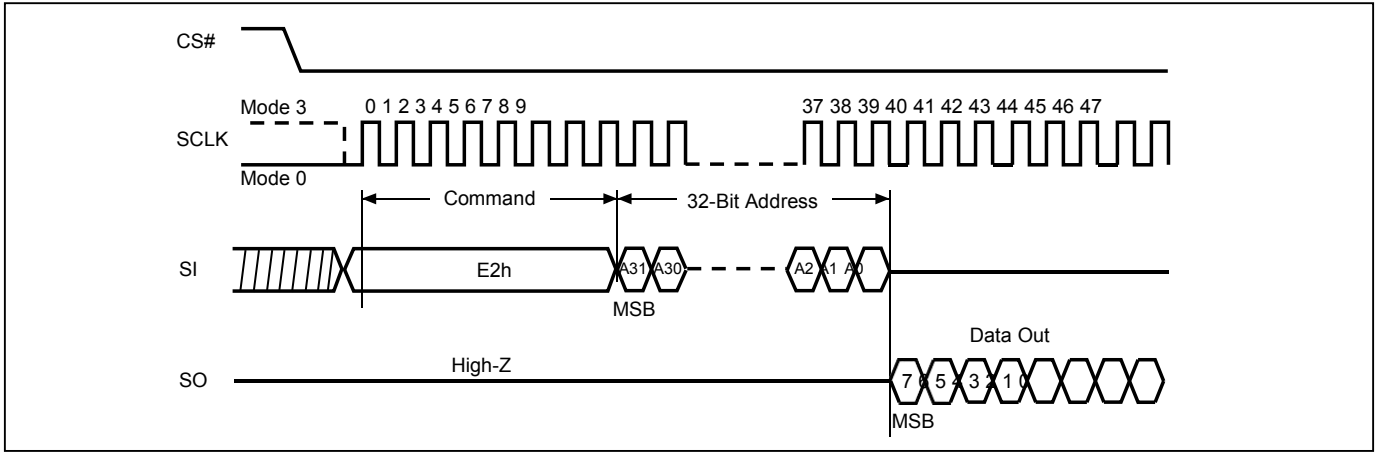 CS#
Mode 3
0 1 2 3 4 5 6 7 8 9
37 38 39 40 41 42 43 44 45 46 47
SCLK
Mode 0
Command
32-Bit Address
SI
E2h
A31 A30
A2 A1 A0
MSB
Data Out
High-Z
SO
7 6 5 4 3 2 1 0
MSB